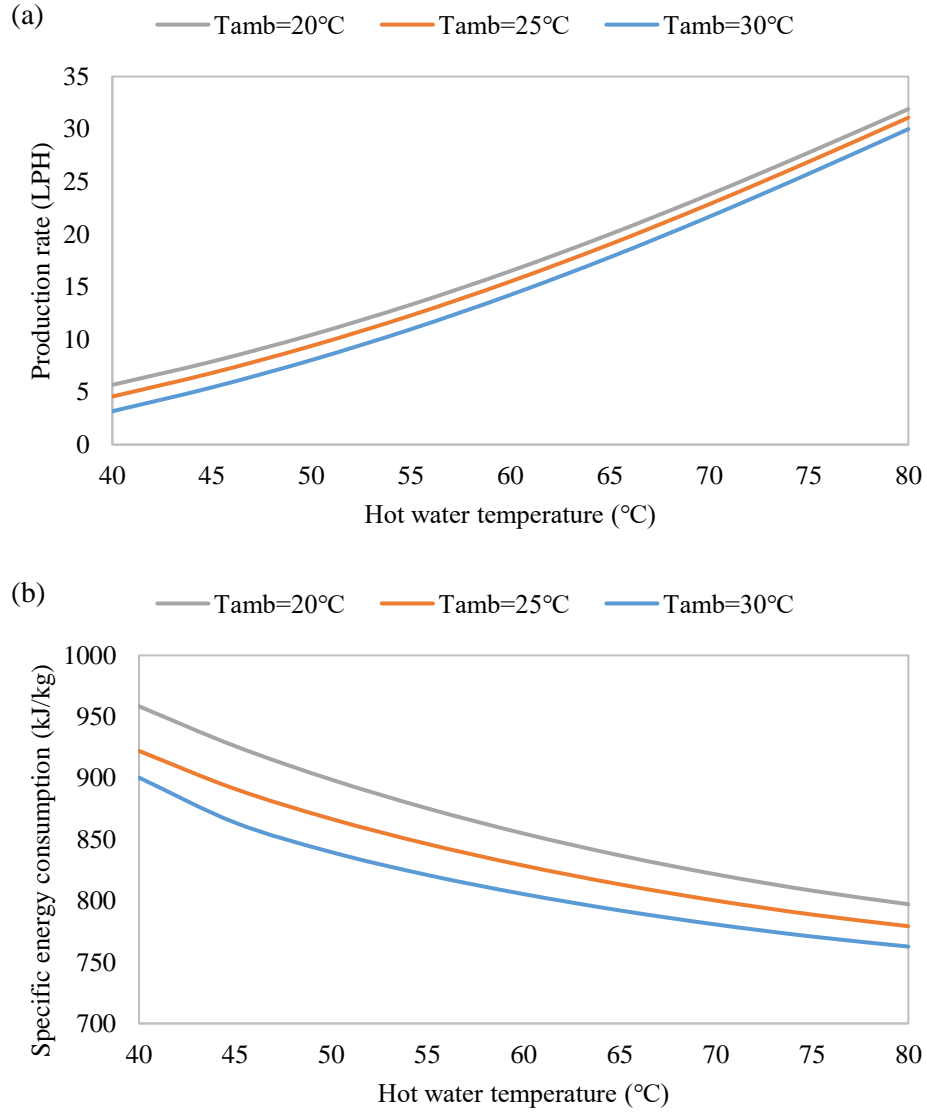 (a)
Tamb=20℃ Tamb=25℃ Tamb=30℃
35
30
25
20
15
10
5
0
Production rate (LPH)
40 45 50 55 60 65 70 75 80
Hot water temperature (℃)
(b)
Tamb=20℃ Tamb=25℃ Tamb=30℃
1000
950
900
850
800
750
700
Specific energy consumption (kJ/kg)
40 45 50 55 60 65 70 75 80
Hot water temperature (℃)